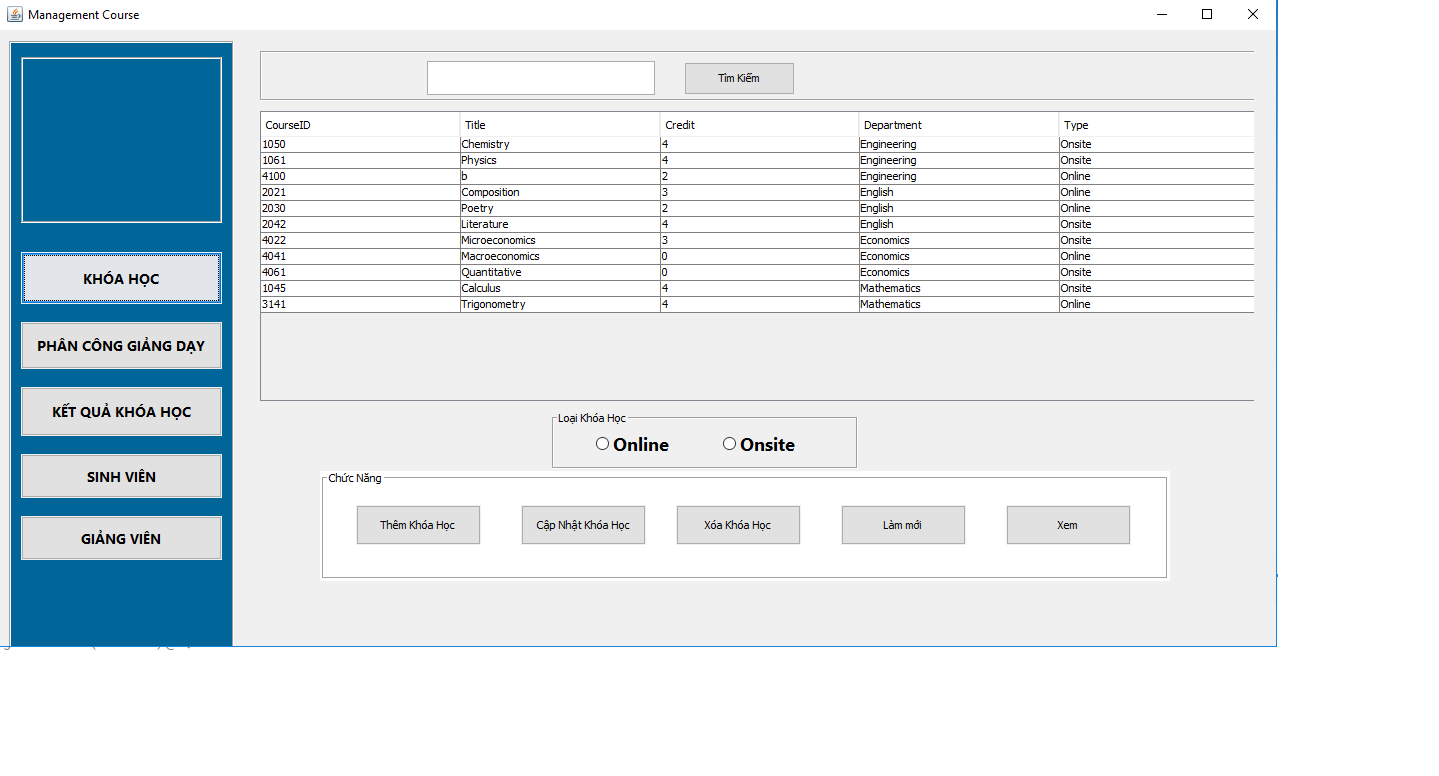 Management Course
Tìm Kiếm
CourseID Title Credit Department Type
1050 Chemistry 4 Engineering Onsite
1061 Physics 4 Engineering Onsite
4100 b 2 Engineering Online
2021 Composition 3 English Onsite
2030 Poetry 2 English Online
2042 Literature 4 English Onsite
4022 Microeconomics 3 Economics Onsite
4041 Macroeconomics 0 Economics Online
4061 Quantitative 0 Economics Onsite
1045 Calculus 4 Mathematics Onsite
3141 Trigonometry 4 Mathematics Online
KHÓA HỌC
PHÂN CÔNG GIẢNG DẠY
KẾT QUẢ KHÓA HỌC
SINH VIÊN
GIẢNG VIÊN
Loại Khóa Học
Online Onsite
Chức Năng
Thêm Khóa Học Cập Nhật Khóa Học Xóa Khóa Học Làm mới Xem